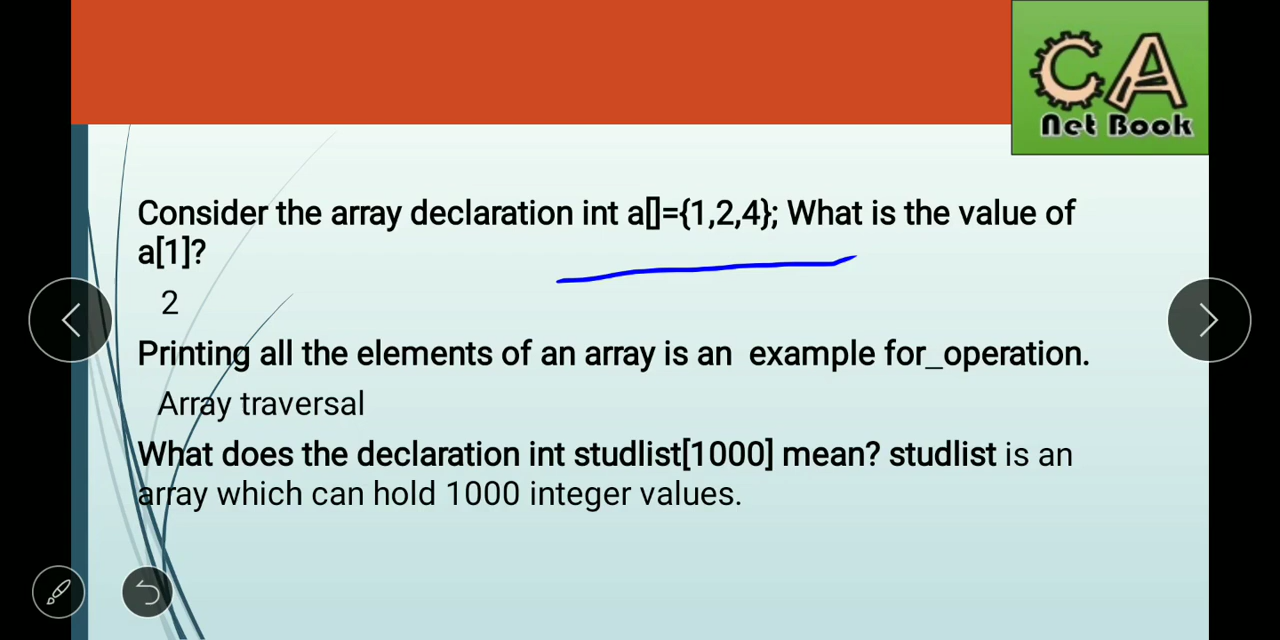 CA
Net Book
Consider the array declaration int a[]={1,2,4}; What is the value of
a[1]?
2
Printing all the elements of an array is an example for_operation.
Array traversal
What does the declaration int studlist[1000] mean? studlist is an
array which can hold 1000 integer values.